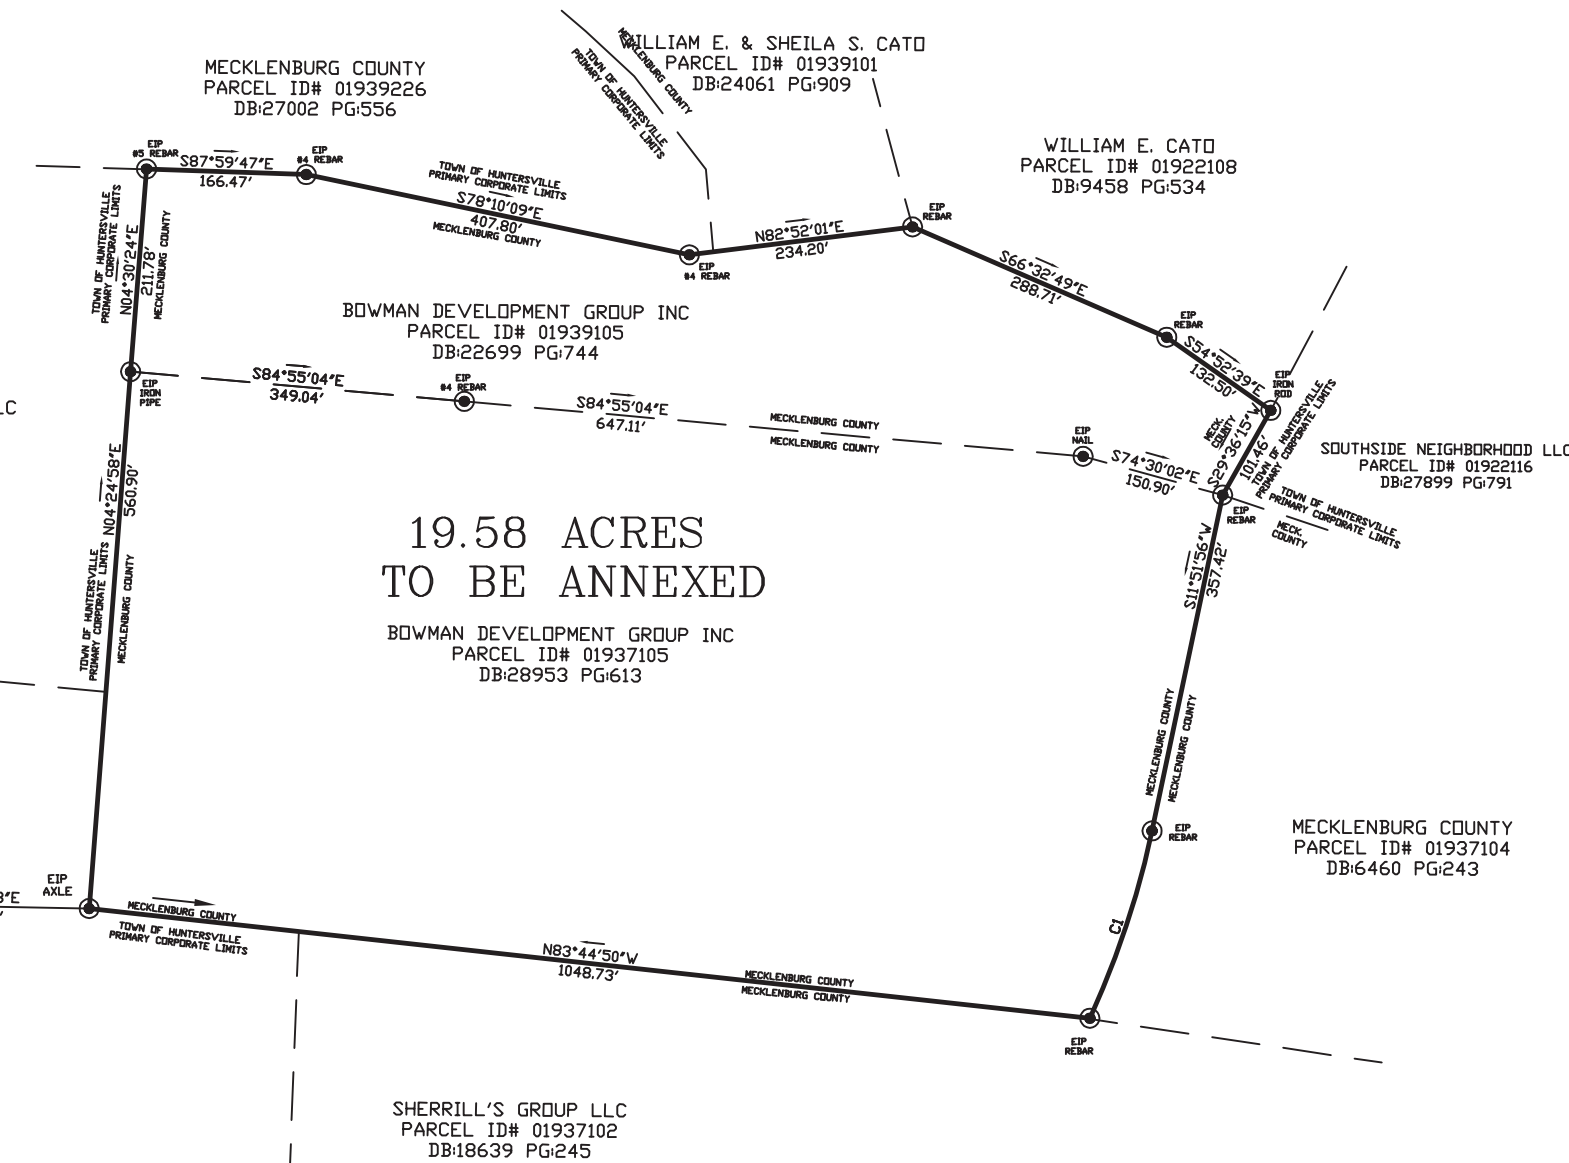 WILLIAM E. & SHEILA S. CATO
PARCEL ID# 01939101
DB:24061 PG:909
MECKLENBURG COUNTY
TOWN OF HUNTERSVILLE
PRIMARY CORPORATE LIMITS
MECKLENBURG COUNTY
PARCEL ID# 01939226
DB:27002 PG:556
WILLIAM E. CATO
PARCEL ID# 01922108
DB:9458 PG:534
EIP
#5 REBAR
S87°59'47"E
166.47'
EIP
#4 REBAR
TOWN OF HUNTERSVILLE
PRIMARY CORPORATE LIMITS
S78°10'09"E
407.80'
MECKLENBURG COUNTY
EIP
#4 REBAR
N82°52'01"E
234.20'
EIP
REBAR
S66°32'49"E
288.71'
EIP
REBAR
S54°52'39"E
132.50'
EIP
IRON
ROD
TOWN OF HUNTERSVILLE
PRIMARY CORPORATE LIMITS
N04°30'24"E
211.78'
MECKLENBURG COUNTY
BOWMAN DEVELOPMENT GROUP INC
PARCEL ID# 01939105
DB:22699 PG:744
EIP
IRON
PIPE
S84°55'04"E
349.04'
EIP
#4 REBAR
S84°55'04"E
647.11'
MECKLENBURG COUNTY
MECKLENBURG COUNTY
EIP
NAIL
S74°30'02"E
150.90'
MECK.
COUNTY
S29°36'15"W
101.46'
TOWN OF HUNTERSVILLE
PRIMARY CORPORATE LIMITS
LC
SOUTHSIDE NEIGHBORHOOD LLC
PARCEL ID# 01922116
DB:27899 PG:791
EIP
REBAR
TOWN OF HUNTERSVILLE
PRIMARY CORPORATE LIMITS
MECK.
COUNTY
N04°24'58"E
560.90'
TOWN OF HUNTERSVILLE
PRIMARY CORPORATE LIMITS
MECKLENBURG COUNTY
19.58 ACRES
TO BE ANNEXED
BOWMAN DEVELOPMENT GROUP INC
PARCEL ID# 01937105
DB:28953 PG:613
S11°51'56"W
357.42'
MECKLENBURG COUNTY
MECKLENBURG COUNTY
EIP
REBAR
MECKLENBURG COUNTY
PARCEL ID# 01937104
DB:6460 PG:243
EIP
AXLE
3"E
'
MECKLENBURG COUNTY
TOWN OF HUNTERSVILLE
PRIMARY CORPORATE LIMITS
C1
N83°44'50"W
1048.73'
MECKLENBURG COUNTY
MECKLENBURG COUNTY
EIP
REBAR
SHERRILL'S GROUP LLC
PARCEL ID# 01937102
DB:18639 PG:245